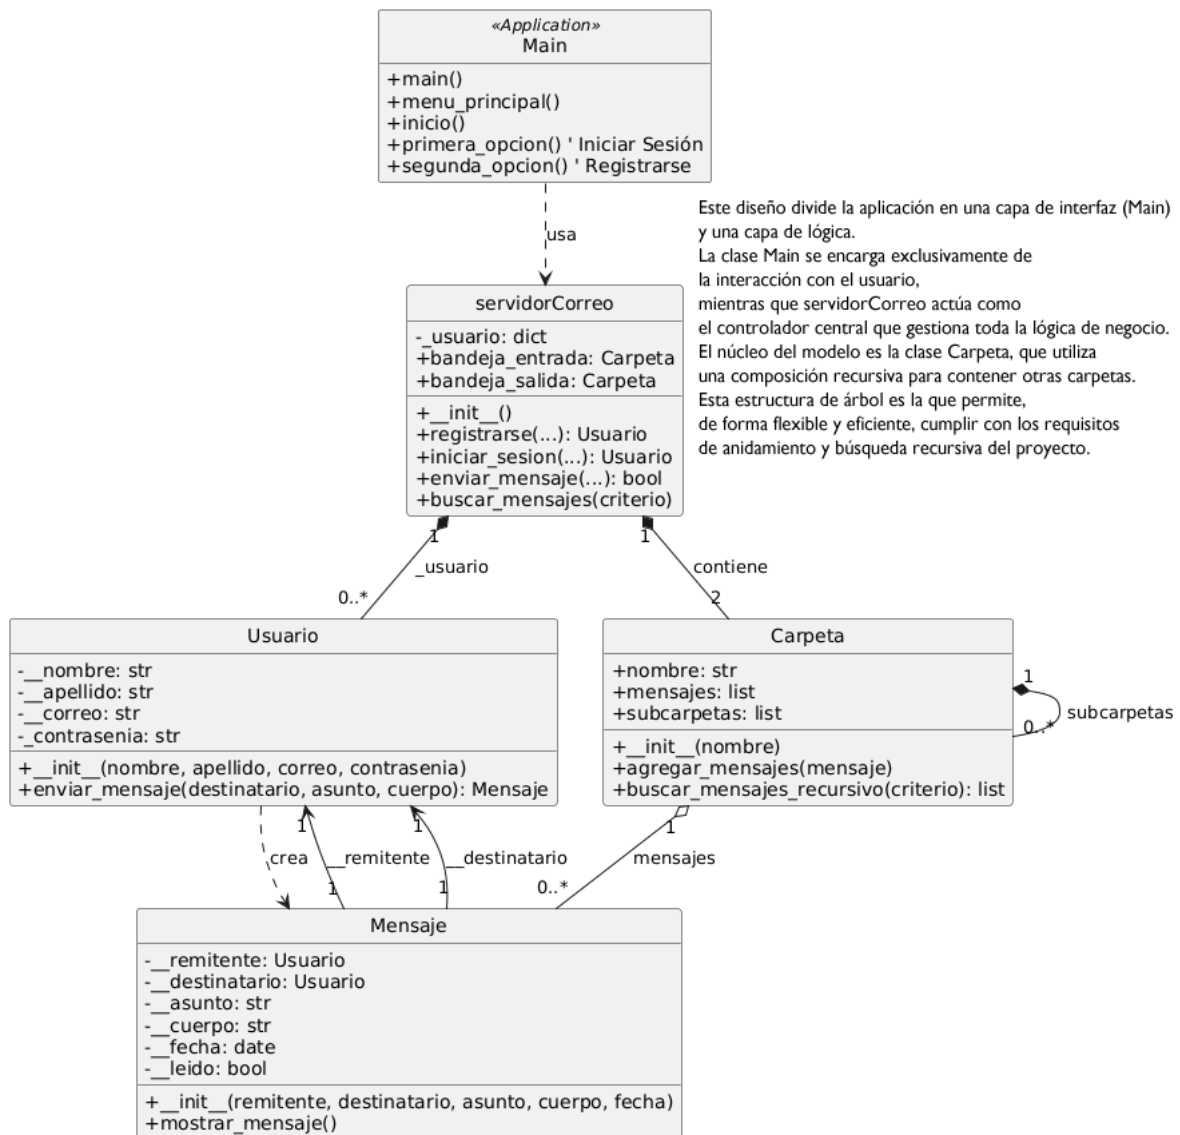 «Application»
Main
+main()
+menu_principal()
+inicio()
+primera_opcion() ' Iniciar Sesión
+segunda_opcion() ' Registrarse
usa
Este diseño divide la aplicación en una capa de interfaz (Main)
y una capa de lógica.
La clase Main se encarga exclusivamente de
la interacción con el usuario,
mientras que servidorCorreo actúa como
el controlador central que gestiona toda la lógica de negocio.
El núcleo del modelo es la clase Carpeta, que utiliza
una composición recursiva para contener otras carpetas.
Esta estructura de árbol es la que permite,
de forma flexible y eficiente, cumplir con los requisitos
de anidamiento y búsqueda recursiva del proyecto.
servidorCorreo
-_usuario: dict
+bandeja_entrada: Carpeta
+bandeja_salida: Carpeta
+__init__()
+registrarse(...): Usuario
+iniciar_sesion(...): Usuario
+enviar_mensaje(...): bool
+buscar_mensajes(criterio)
1
1
_usuario
contiene
0..*
2
Usuario
-__nombre: str
-__apellido: str
-__correo: str
-_contrasenia: str
+__init__(nombre, apellido, correo, contrasenia)
+enviar_mensaje(destinatario, asunto, cuerpo): Mensaje
Carpeta
+nombre: str
+mensajes: list
+subcarpetas: list
+__init__(nombre)
+agregar_mensajes(mensaje)
+buscar_mensajes_recursivo(criterio): list
1
subcarpetas
0..*
1
1
1
crea
__remitente
__destinatario
mensajes
1
1
0..*
Mensaje
-__remitente: Usuario
-__destinatario: Usuario
-__asunto: str
-__cuerpo: str
-__fecha: date
-__leido: bool
+__init__(remitente, destinatario, asunto, cuerpo, fecha)
+mostrar_mensaje()